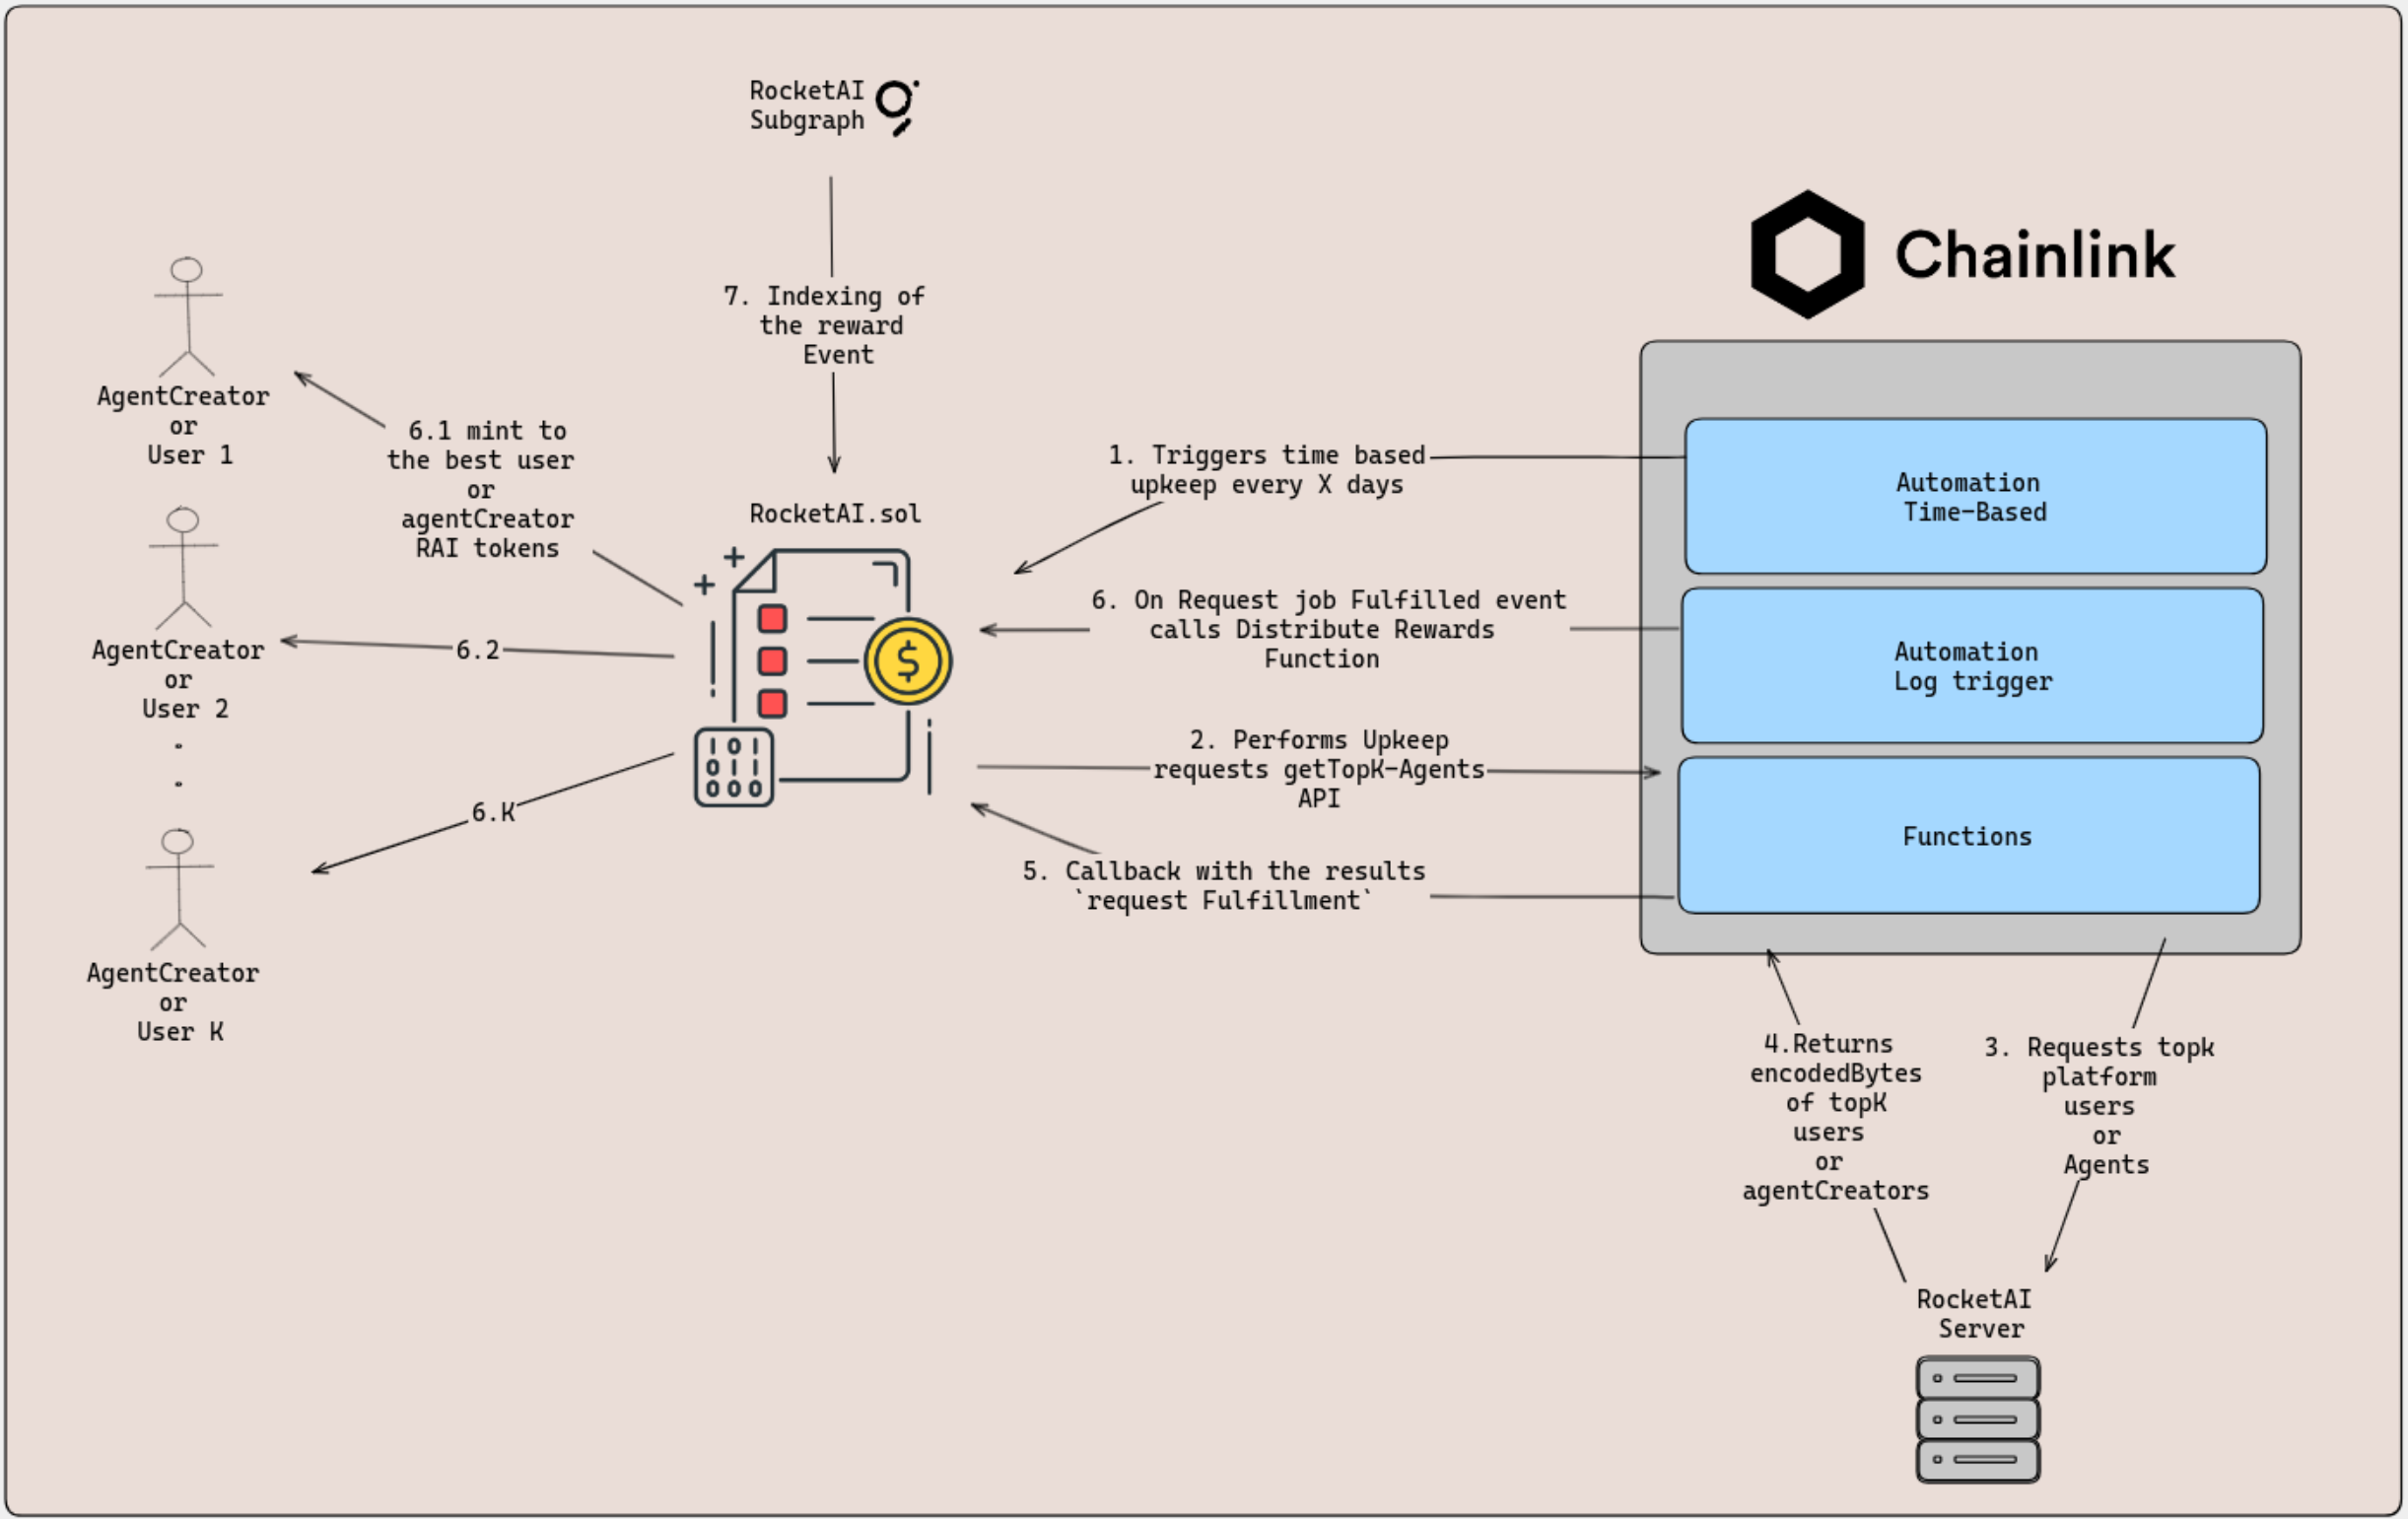 RocketAI
Subgraph
7. Indexing of
the reward
Event
Chainlink
AgentCreator
or
User 1
6.1 mint to
the best user
or
agentCreator
RAI tokens
AgentCreator
or
User 2
6.2
AgentCreator
or
User K
6.K
RocketAI.sol
$
101
011
000
1. Triggers time based
upkeep every X days
6. On Request job Fulfilled event
calls Distribute Rewards
Function
2. Performs Upkeep
requests getTopK-Agents
API
5. Callback with the results
`request Fulfillment`
Automation
Time-Based
Automation
Log trigger
Functions
4.Returns
encodedBytes
of topK
users
or
agentCreators
3. Requests topk
platform
users
or
Agents
RocketAI
Server